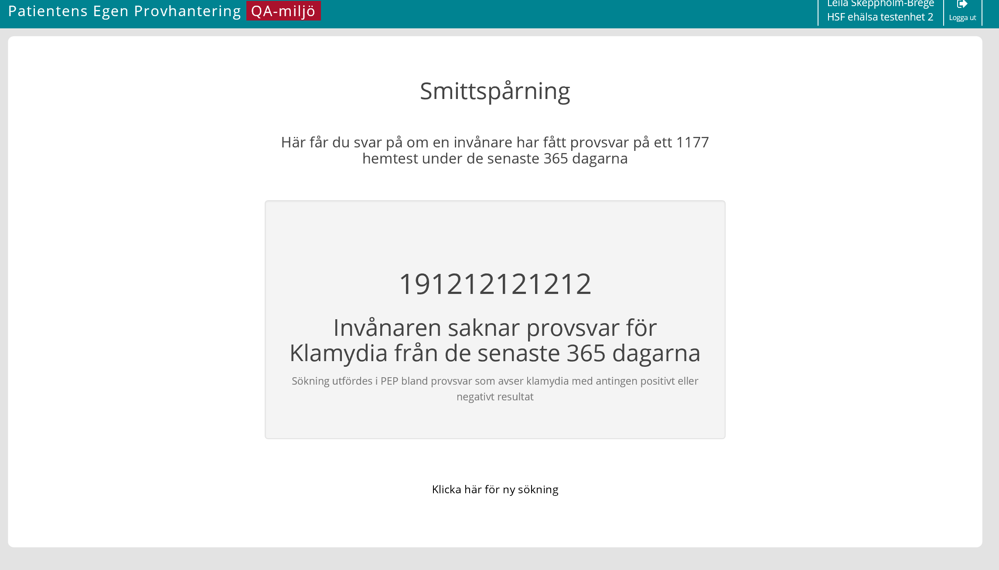 Patientens Egen Provhantering QA-miljö
Leila Skeppholm-Brege
HSF ehälsa testenhet 2
Logga ut
Smittspårning
Här får du svar på om en invånare har fått provsvar på ett 1177
hemtest under de senaste 365 dagarna
191212121212
Invånaren saknar provsvar för
Klamydia från de senaste 365 dagarna
Sökning utfördes i PEP bland provsvar som avser klamydia med antingen positivt eller
negativt resultat
Klicka här för ny sökning